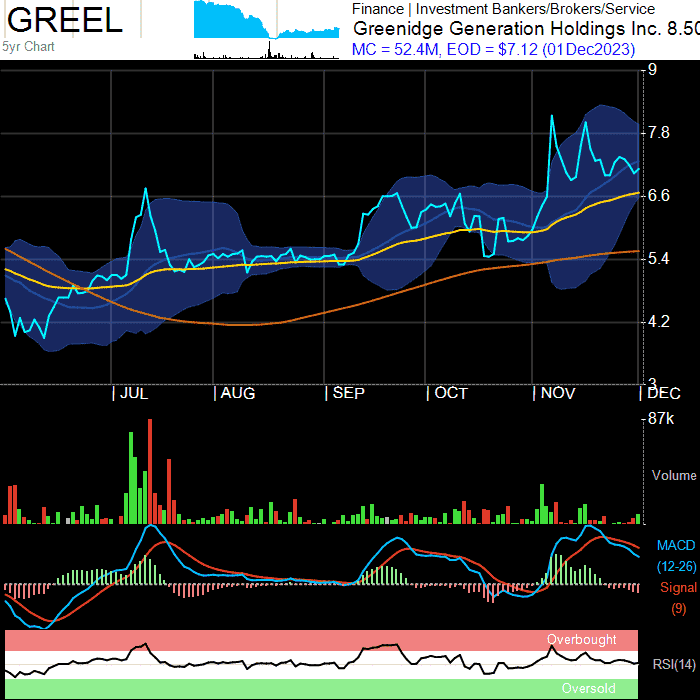 GREEL
5yr Chart
Finance | Investment Bankers/Brokers/Service
Greenidge Generation Holdings Inc. 8.50
MC = 52.4M, EOD = $7.12 (01Dec2023)
9
7.8
6.6
5.4
4.2
3
JUL AUG SEP OCT NOV DEC
87k
Volume
MACD
(12-26)
Signal
(9)
Overbought
RSI(14)
Oversold